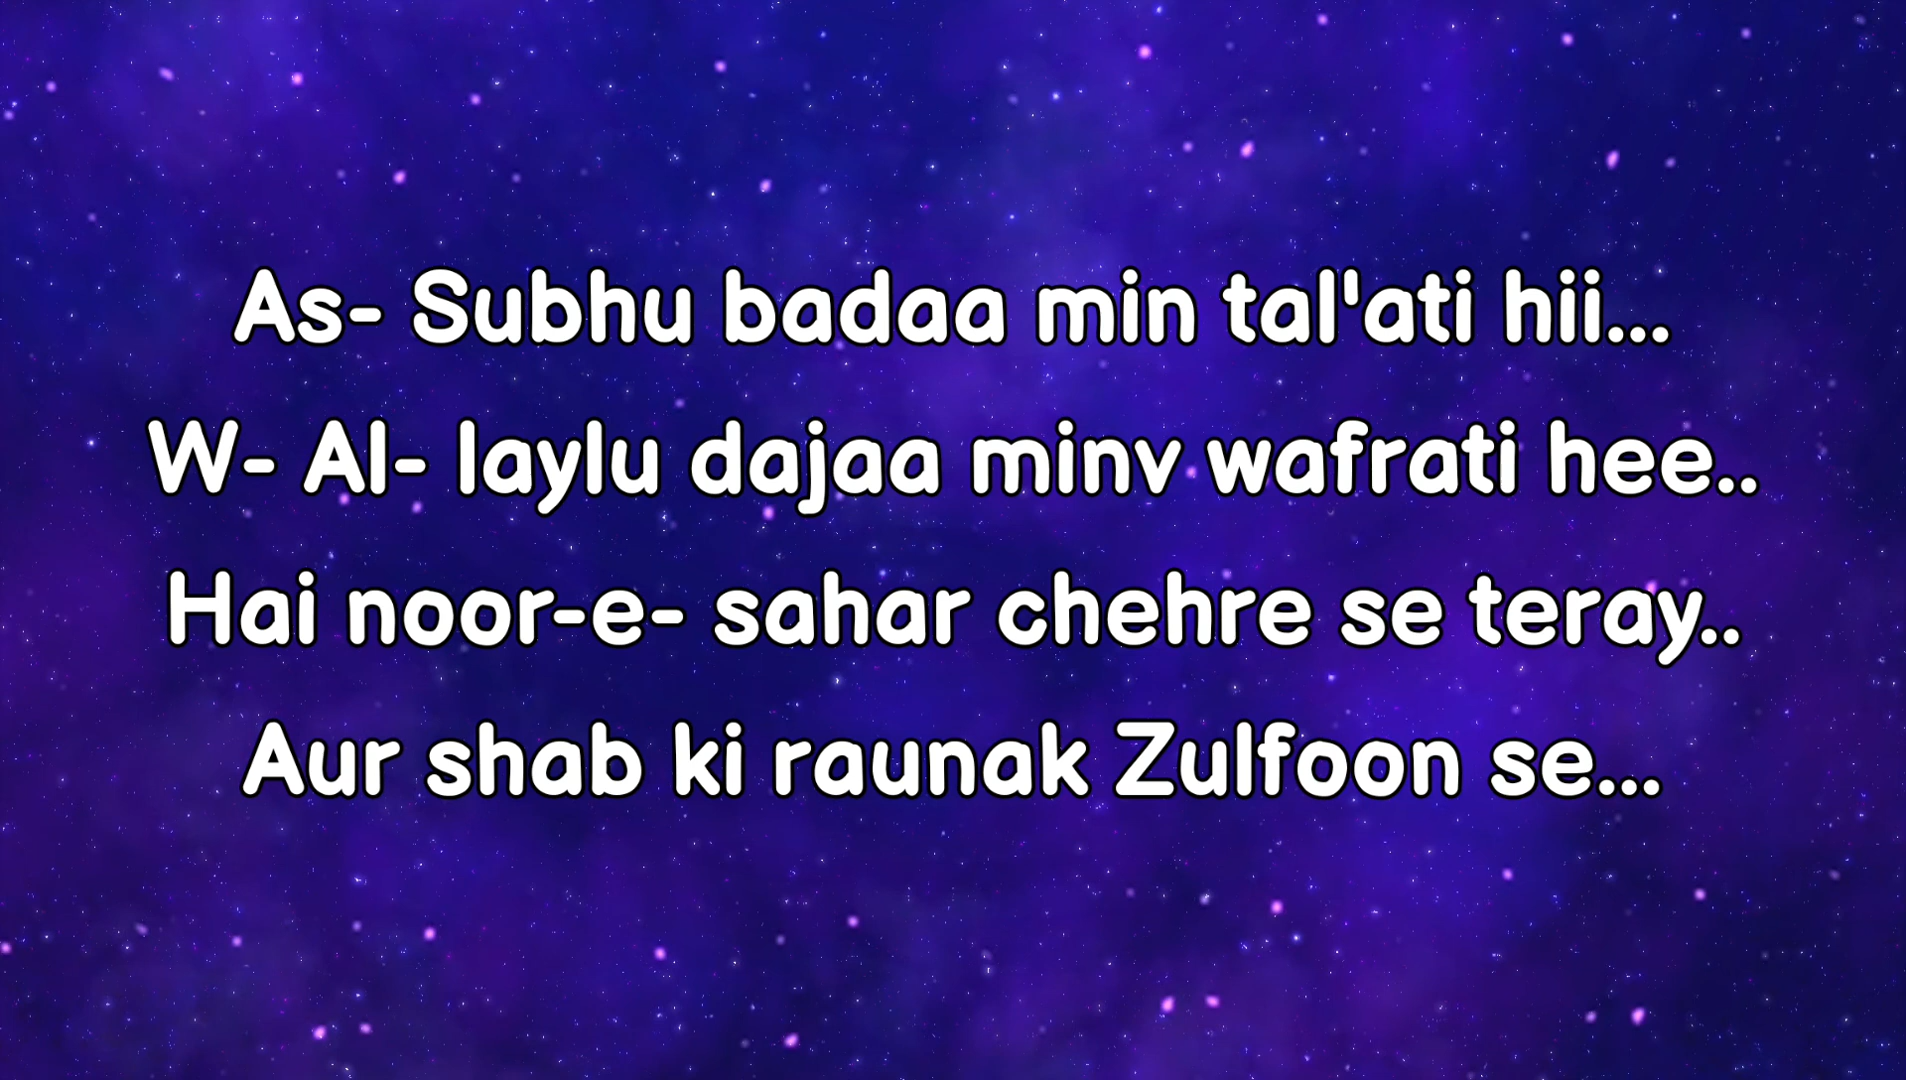 As- Subhu badaa min tal'ati hii...
W- Al- laylu dajaa minv wafrati hee..
Hai noor-e- sahar chehre se teray..
Aur shab ki raunak Zulfoon se...